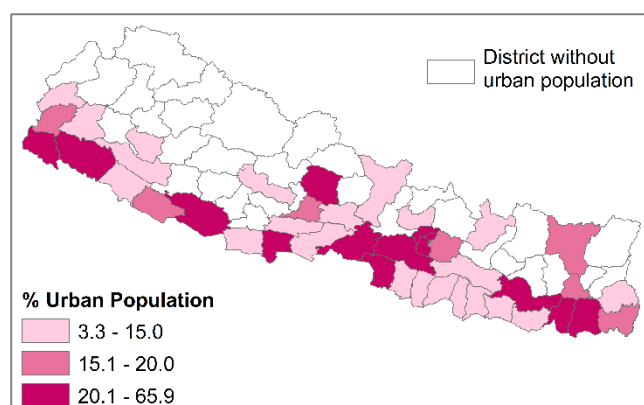 District without
urban population
% Urban Population
3.3 - 15.0
15.1 - 20.0
20.1 - 65.9